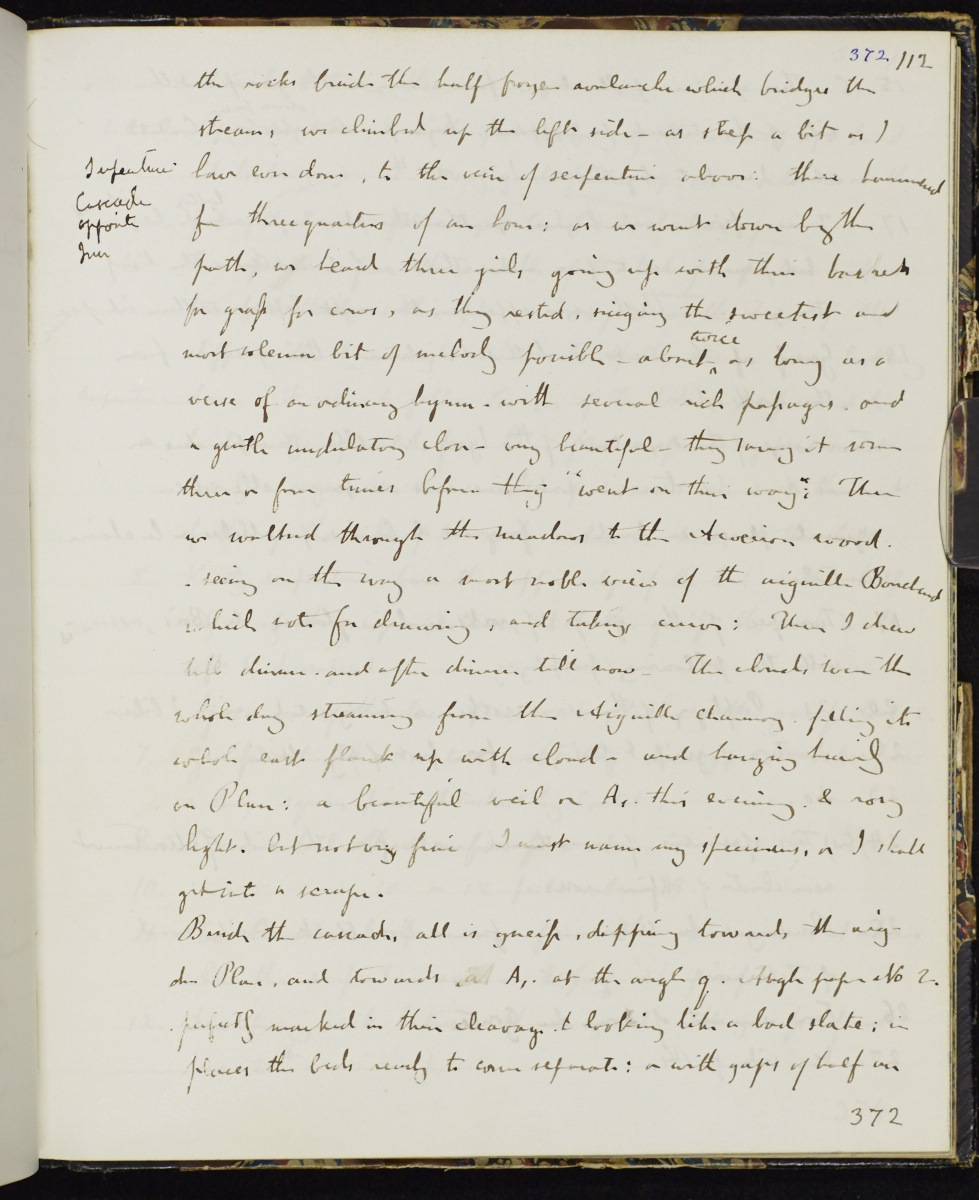 372 112
the rocks beside the half frozen avalanche which bridges the
stream, we climbed up the left side - as steep a bit as I
Serpentine
Cascade
opposite
Inn
have ever done, to the vein of serpentine above: there hammered
for threequarters of an hour: as we went down by the
path, we heard three girls going up with their baskets
for grass for cows, as they rested, singing the sweetest and
most solemn bit of melody possible - about twice as long as a
verse of an ordinary hymn - with several rich passages. and
a gentle undulatory close - very beautiful - they sang it some
three or four times before they "went on their way": Then
we walked through the meadows to the Arveiron wood.
- seeing on the way a most noble view of the aiguille Bouchard
which note for drawing, and taking curves: Then I drew
till dinner. and after dinner till now - The clouds were the
whole day streaming from the Aiguille Charmoz. filling its
whole east flank up with cloud - and hanging heavily
on Plan: a beautiful veil on A,. this evening. & rosy
light. but not very fine I must name my specimens, or I shall
get into a scrape.
Beside the cascade, all is gneiss, dipping towards the aig-
du Plan, and towards A,. at the angle q. Angle paper No 2.
perfectly marked in their cleavage. & looking like a bad slate; in
places the beds nearly to come separate: or with gaps of half an
372